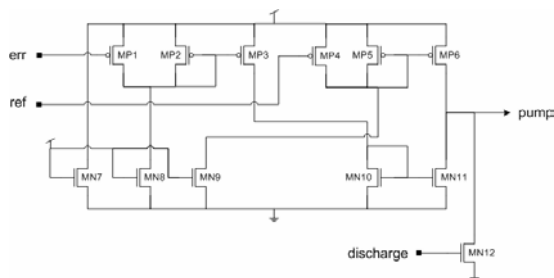 err
MP1
MP2
MP3
MP4
MP5
MP6
ref
pump
MN7
MN8
MN9
MN10
MN11
discharge
MN12